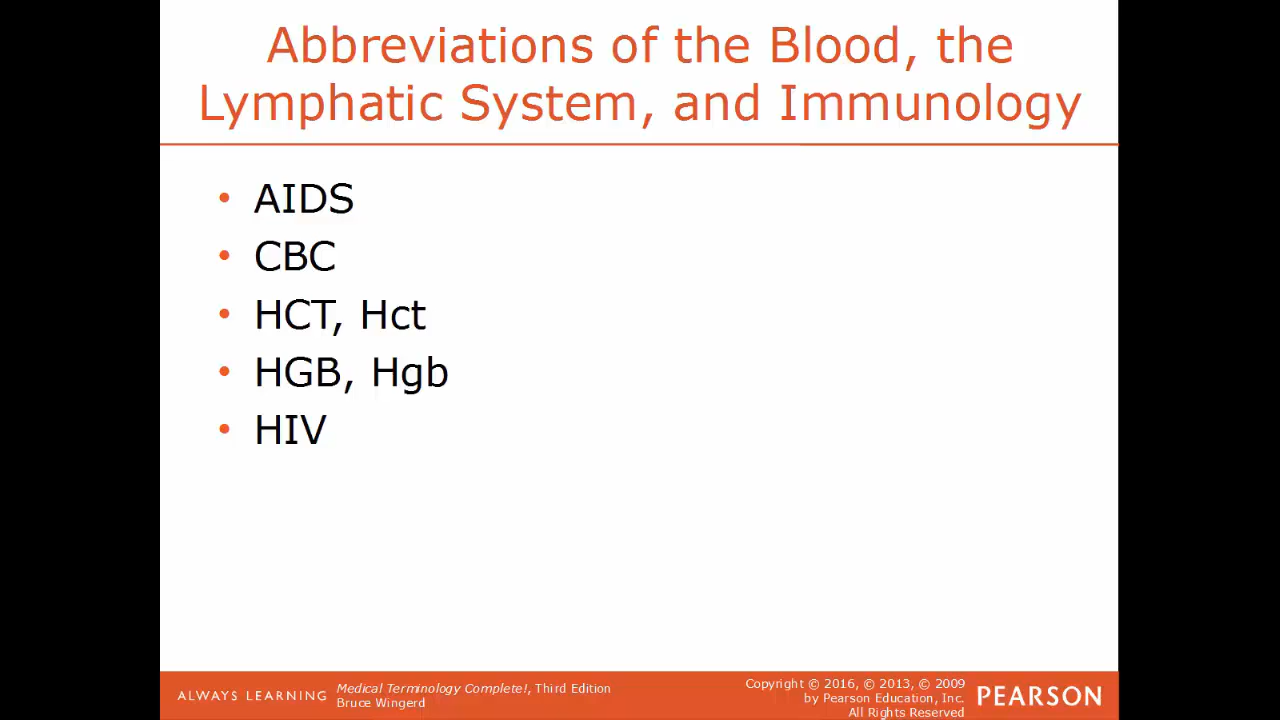 Abbreviations of the Blood, the
Lymphatic System, and Immunology
• AIDS
• CBC
• HCT, Hct
• HGB, Hgb
• HIV
ALWAYS LEARNING
Medical Terminology Complete!, Third Edition
Bruce Wingerd
Copyright © 2016, © 2013, © 2009
by Pearson Education, Inc.
All Rights Reserved
PEARSON